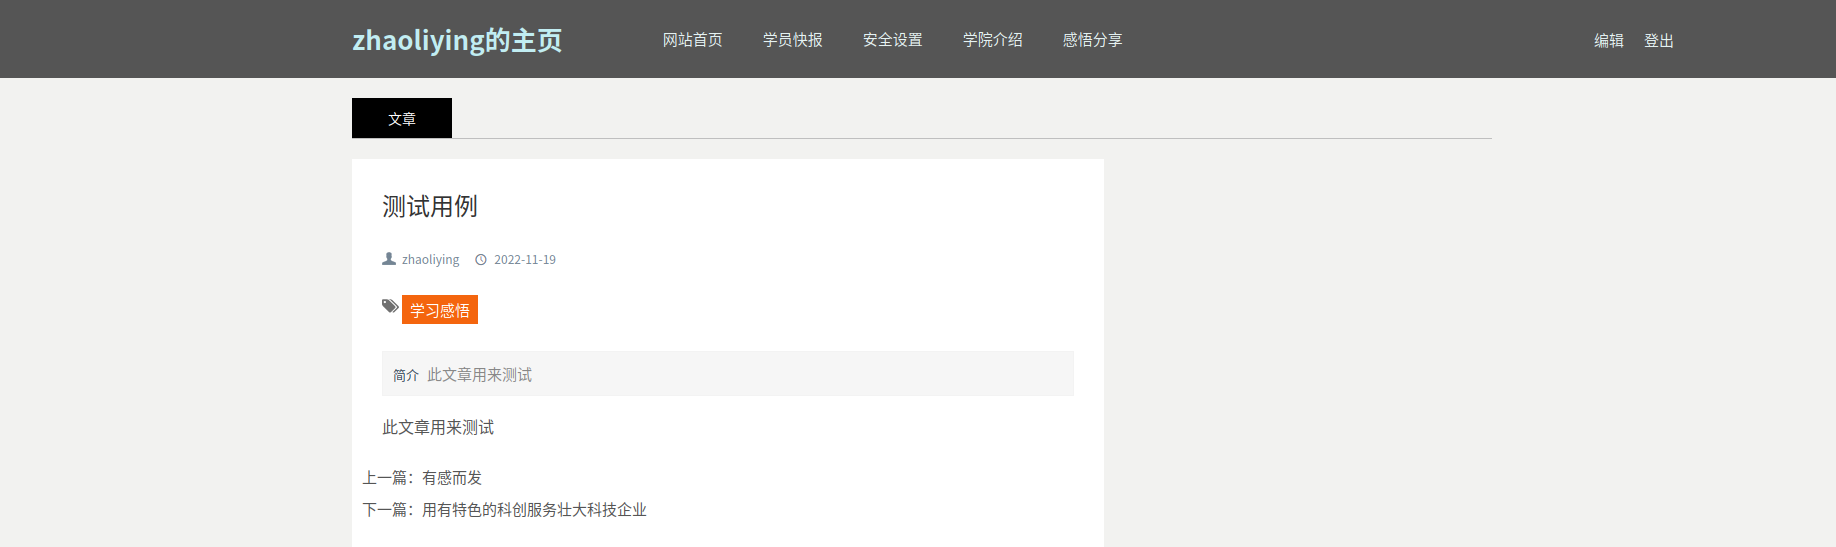 zhaoliying的主页 网站首页 学员快报 安全设置 学院介绍 感悟分享 编辑 登出
文章
测试用例
zhaoliying 2022-11-19
学习感悟
简介 此文章用来测试
此文章用来测试
上一篇：有感而发
下一篇：用有特色的科创服务壮大科技企业